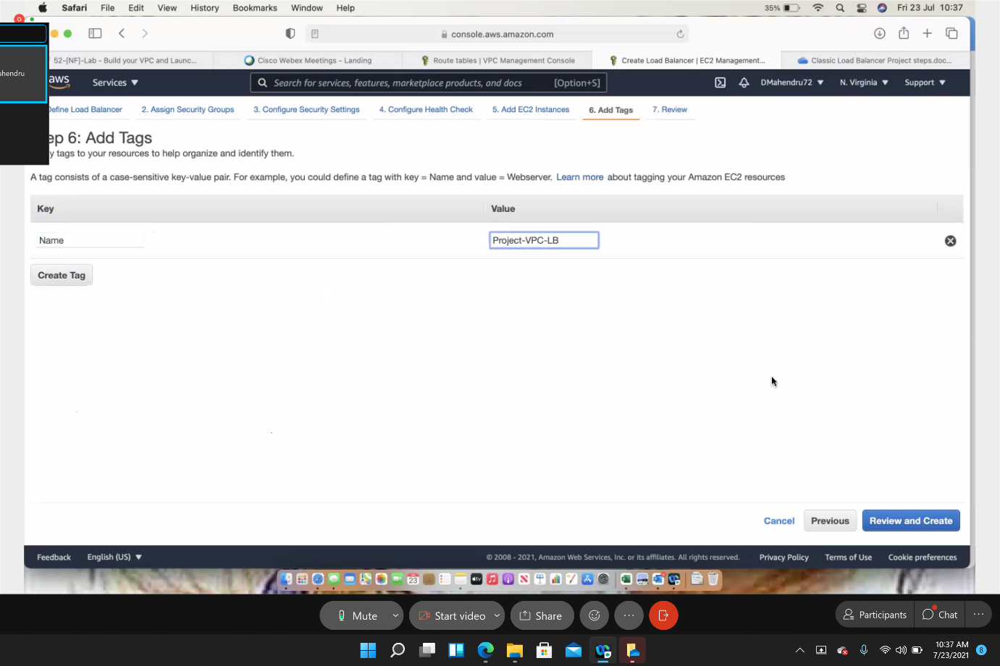 Safari File Edit View History Bookmarks Window Help 35% Fri 23 Jul 10:37
console.aws.amazon.com
52-[NF]-Lab - Build your VPC and Launc... Cisco Webex Meetings - Landing Route tables | VPC Management Console Create Load Balancer | EC2 Management... Classic Load Balancer Project steps.doc...
ahendru
aws Services Search for services, features, marketplace products, and docs [Option+S] DMahendru72 N. Virginia Support
efine Load Balancer 2. Assign Security Groups 3. Configure Security Settings 4. Configure Health Check 5. Add EC2 Instances 6. Add Tags 7. Review
ep 6: Add Tags
y tags to your resources to help organize and identify them.
A tag consists of a case-sensitive key-value pair. For example, you could define a tag with key = Name and value = Webserver. Learn more about tagging your Amazon EC2 resources
Key Value
Name Project-VPC-LB
Create Tag
Cancel Previous Review and Create
Feedback English (US) © 2008 - 2021, Amazon Web Services, Inc. or its affiliates. All rights reserved. Privacy Policy Terms of Use Cookie preferences
23 tv
Mute Start video Share Participants Chat
10:37 AM
7/23/2021 8